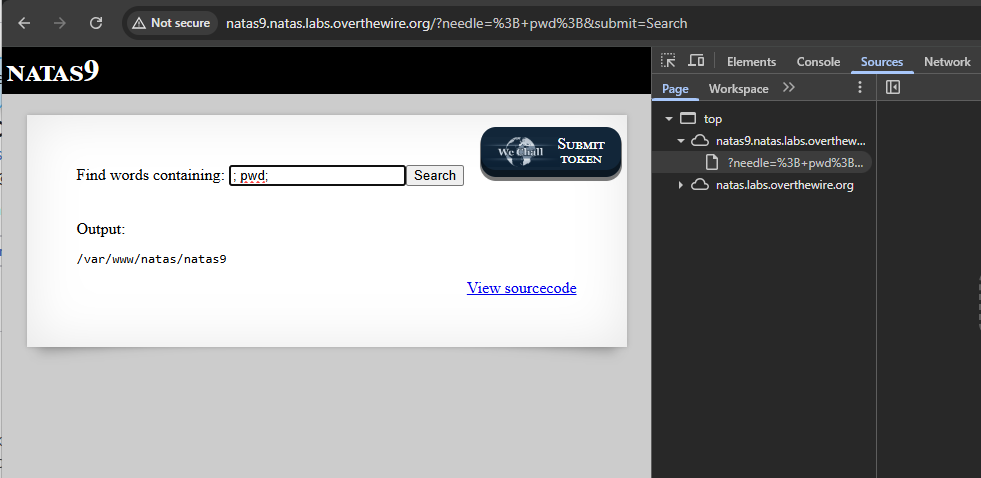 Not secure natas9.natas.labs.overthewire.org/?needle=%3B+pwd%3B&submit=Search
NATAS9
Elements Console Sources Network
Page Workspace
top
natas9.natas.labs.overthew...
?needle=%3B+pwd%3B...
natas.labs.overthewire.org
We Chall SUBMIT TOKEN
Find words containing: ; pwd; Search
Output:
/var/www/natas/natas9
View sourcecode